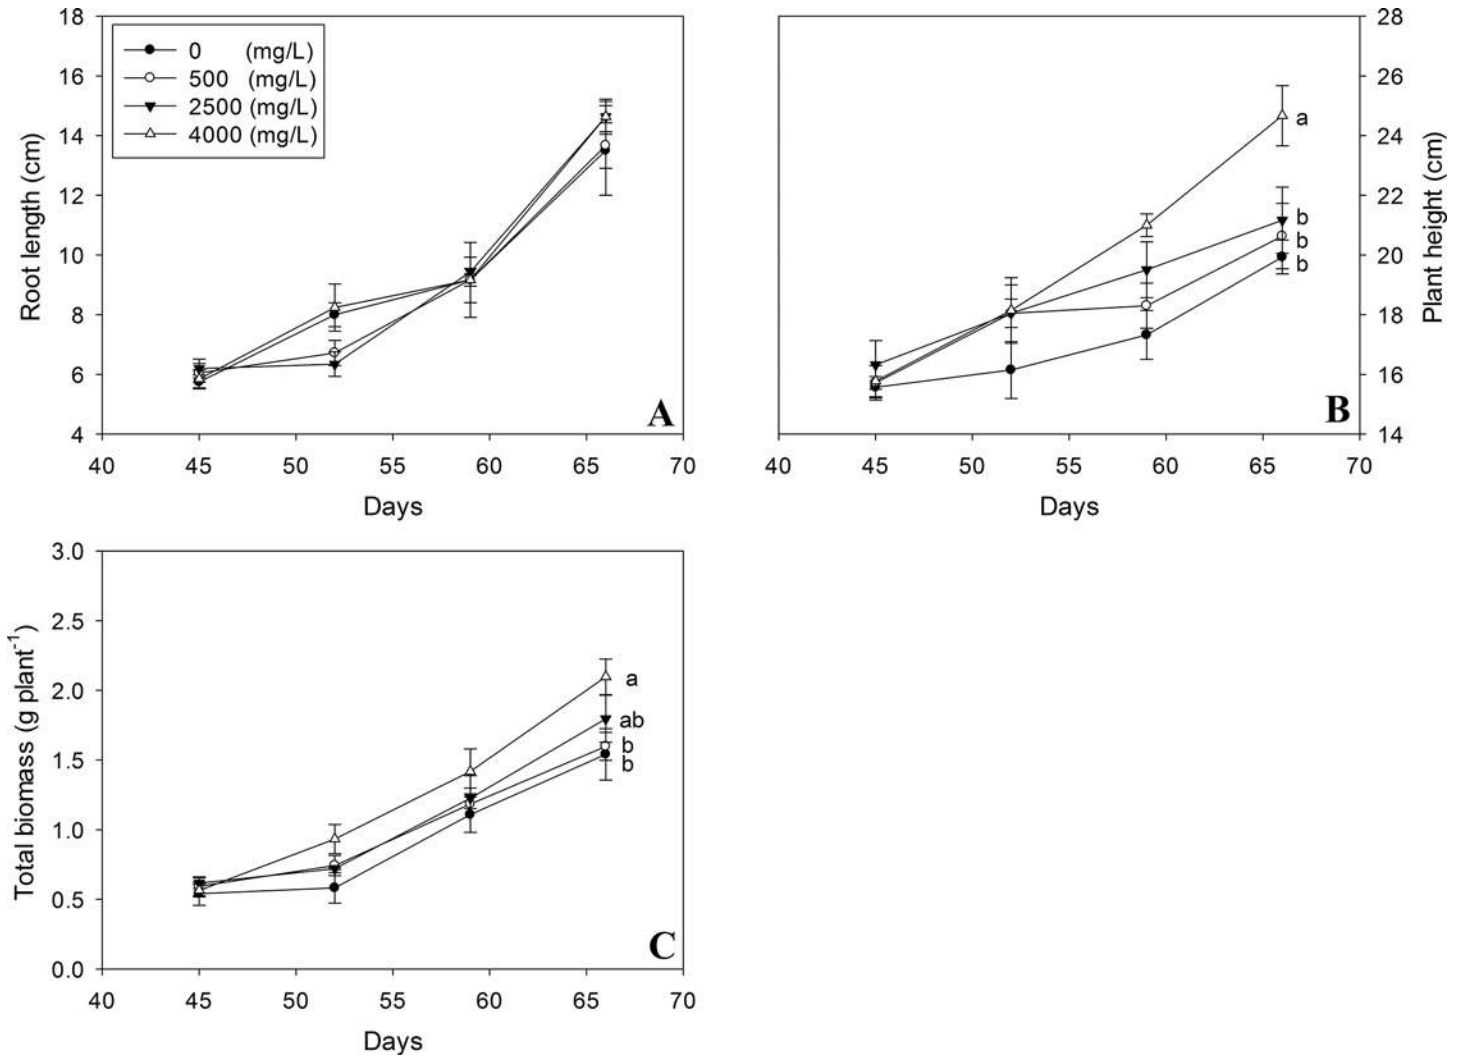 18
16
14
12
10
8
6
4
Root length (cm)
0 (mg/L)
500 (mg/L)
2500 (mg/L)
4000 (mg/L)
A
40 45 50 55 60 65 70
Days
28
26
24
22
20
18
16
14
Plant height (cm)
a
b
b
b
B
40 45 50 55 60 65 70
Days
3.0
2.5
2.0
1.5
1.0
0.5
0.0
Total biomass (g plant-1)
a
ab
b
b
C
40 45 50 55 60 65 70
Days